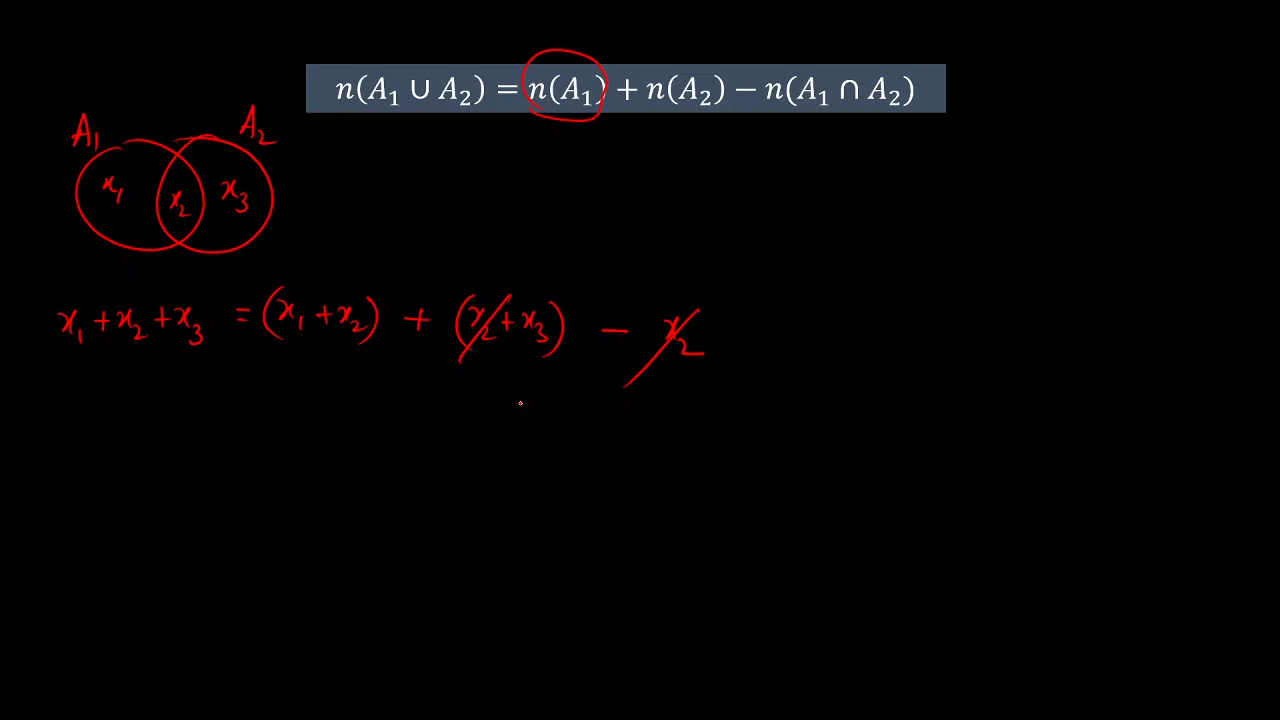 n(A₁ ∪ A₂) = n(A₁) + n(A₂) − n(A₁ ∩ A₂)
A₁ A₂
x₁ x₂ x₃
x₁ + x₂ + x₃ = (x₁ + x₂) + (x₂ + x₃) − x₂